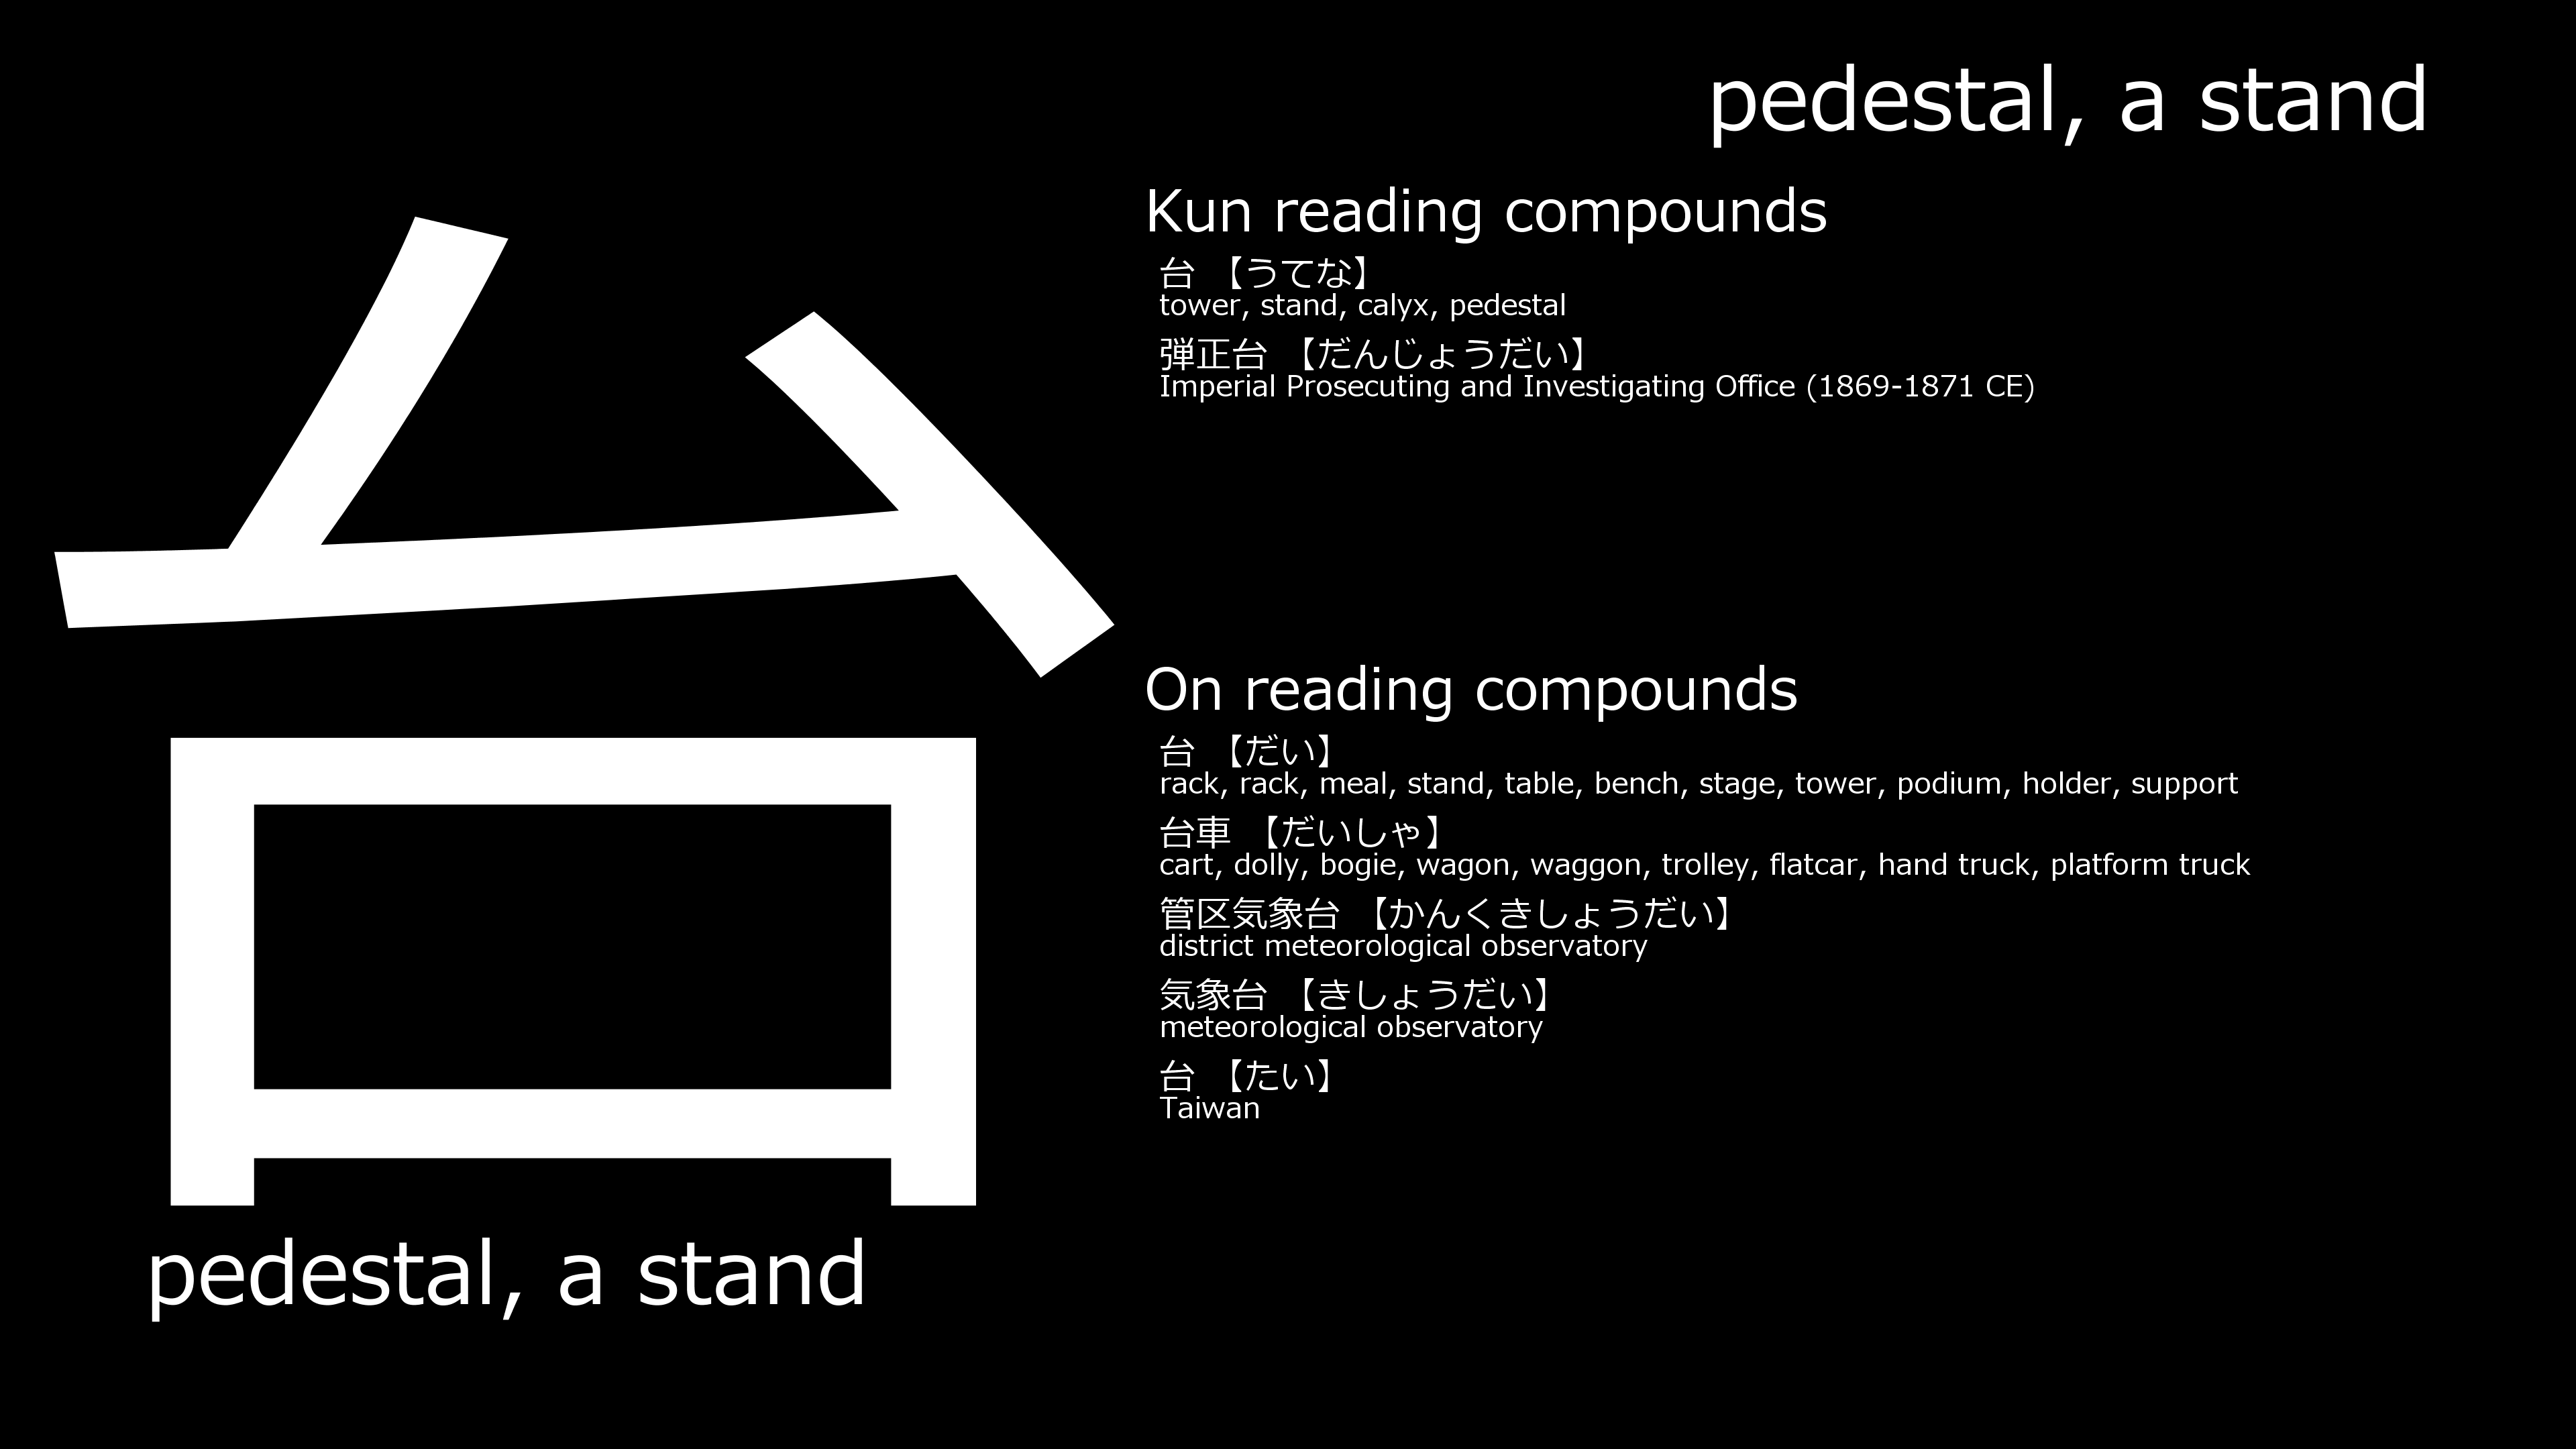 pedestal, a stand
台
pedestal, a stand
Kun reading compounds
台 【うてな】
tower, stand, calyx, pedestal
弾正台 【だんじょうだい】
Imperial Prosecuting and Investigating Office (1869-1871 CE)
On reading compounds
台 【だい】
rack, rack, meal, stand, table, bench, stage, tower, podium, holder, support
台車 【だいしゃ】
cart, dolly, bogie, wagon, waggon, trolley, flatcar, hand truck, platform truck
管区気象台 【かんくきしょうだい】
district meteorological observatory
気象台 【きしょうだい】
meteorological observatory
台 【たい】
Taiwan